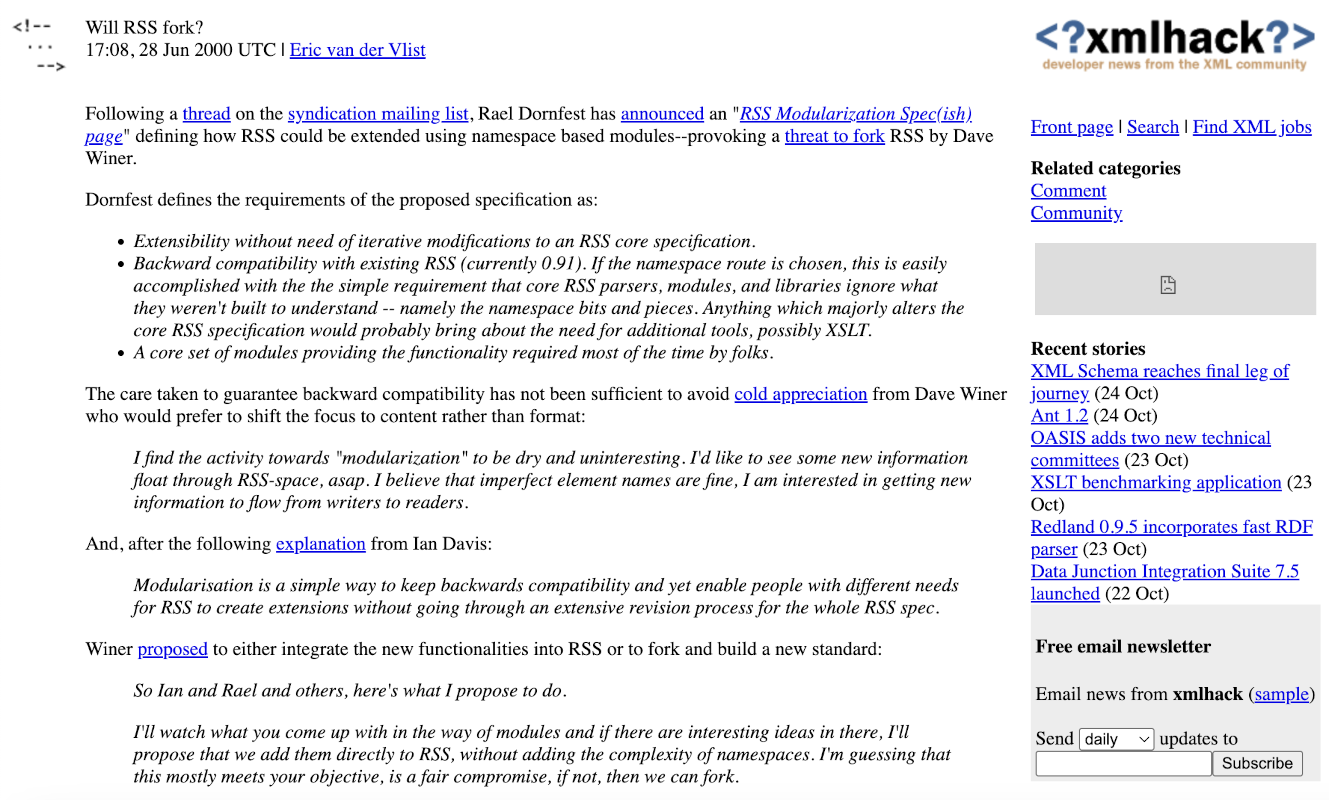 <!--
...
-->
Will RSS fork?
17:08, 28 Jun 2000 UTC | Eric van der Vlist
Following a thread on the syndication mailing list, Rael Dornfest has announced an "RSS Modularization Spec(ish)
page" defining how RSS could be extended using namespace based modules--provoking a threat to fork RSS by Dave
Winer.
Dornfest defines the requirements of the proposed specification as:
• Extensibility without need of iterative modifications to an RSS core specification.
• Backward compatibility with existing RSS (currently 0.91). If the namespace route is chosen, this is easily
accomplished with the the simple requirement that core RSS parsers, modules, and libraries ignore what
they weren't built to understand -- namely the namespace bits and pieces. Anything which majorly alters the
core RSS specification would probably bring about the need for additional tools, possibly XSLT.
• A core set of modules providing the functionality required most of the time by folks.
The care taken to guarantee backward compatibility has not been sufficient to avoid cold appreciation from Dave Winer
who would prefer to shift the focus to content rather than format:
I find the activity towards "modularization" to be dry and uninteresting. I'd like to see some new information
float through RSS-space, asap. I believe that imperfect element names are fine, I am interested in getting new
information to flow from writers to readers.
And, after the following explanation from Ian Davis:
Modularisation is a simple way to keep backwards compatibility and yet enable people with different needs
for RSS to create extensions without going through an extensive revision process for the whole RSS spec.
Winer proposed to either integrate the new functionalities into RSS or to fork and build a new standard:
So Ian and Rael and others, here's what I propose to do.
I'll watch what you come up with in the way of modules and if there are interesting ideas in there, I'll
propose that we add them directly to RSS, without adding the complexity of namespaces. I'm guessing that
this mostly meets your objective, is a fair compromise, if not, then we can fork.
<?xmlhack?>
developer news from the XML community
Front page | Search | Find XML jobs
Related categories
Comment
Community
Recent stories
XML Schema reaches final leg of
journey (24 Oct)
Ant 1.2 (24 Oct)
OASIS adds two new technical
committees (23 Oct)
XSLT benchmarking application (23
Oct)
Redland 0.9.5 incorporates fast RDF
parser (23 Oct)
Data Junction Integration Suite 7.5
launched (22 Oct)
Free email newsletter
Email news from xmlhack (sample)
Send daily updates to
Subscribe